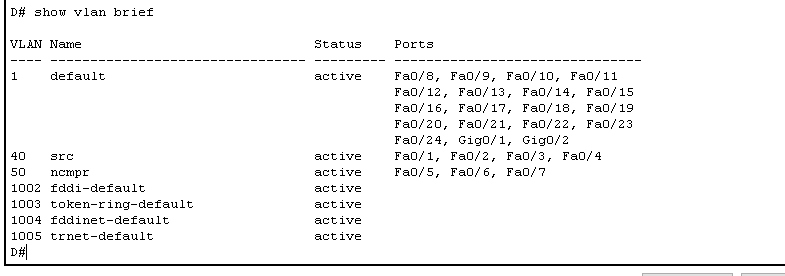 D# show vlan brief
VLAN Name                             Status    Ports
---- -------------------------------- --------- -------------------------------
1    default                          active    Fa0/8, Fa0/9, Fa0/10, Fa0/11
                                                Fa0/12, Fa0/13, Fa0/14, Fa0/15
                                                Fa0/16, Fa0/17, Fa0/18, Fa0/19
                                                Fa0/20, Fa0/21, Fa0/22, Fa0/23
                                                Fa0/24, Gig0/1, Gig0/2
40   src                              active    Fa0/1, Fa0/2, Fa0/3, Fa0/4
50   ncmpr                            active    Fa0/5, Fa0/6, Fa0/7
1002 fddi-default                     active
1003 token-ring-default               active
1004 fddinet-default                  active
1005 trnet-default                    active
D#